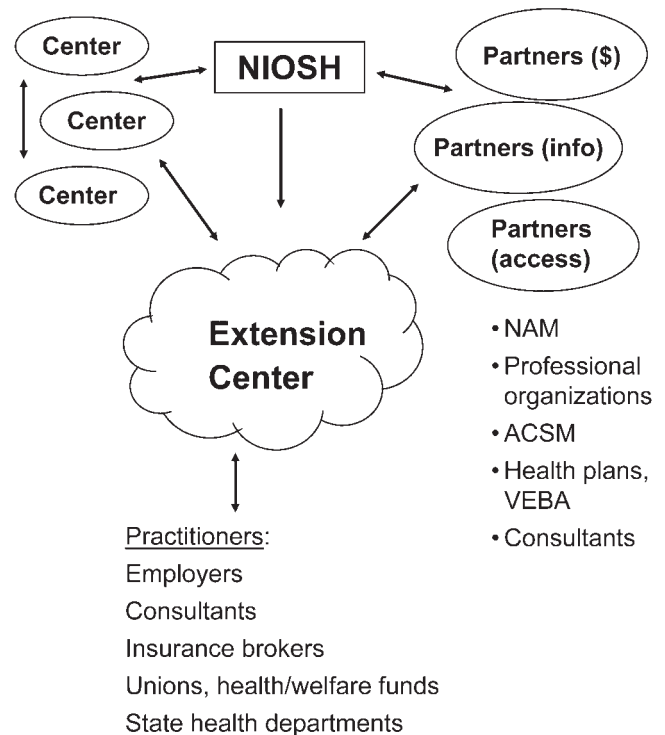 Center
Center
Center
NIOSH
Partners ($)
Partners (info)
Partners
(access)
Extension
Center
• NAM
• Professional
organizations
• ACSM
• Health plans,
VEBA
• Consultants
Practitioners:
Employers
Consultants
Insurance brokers
Unions, health/welfare funds
State health departments